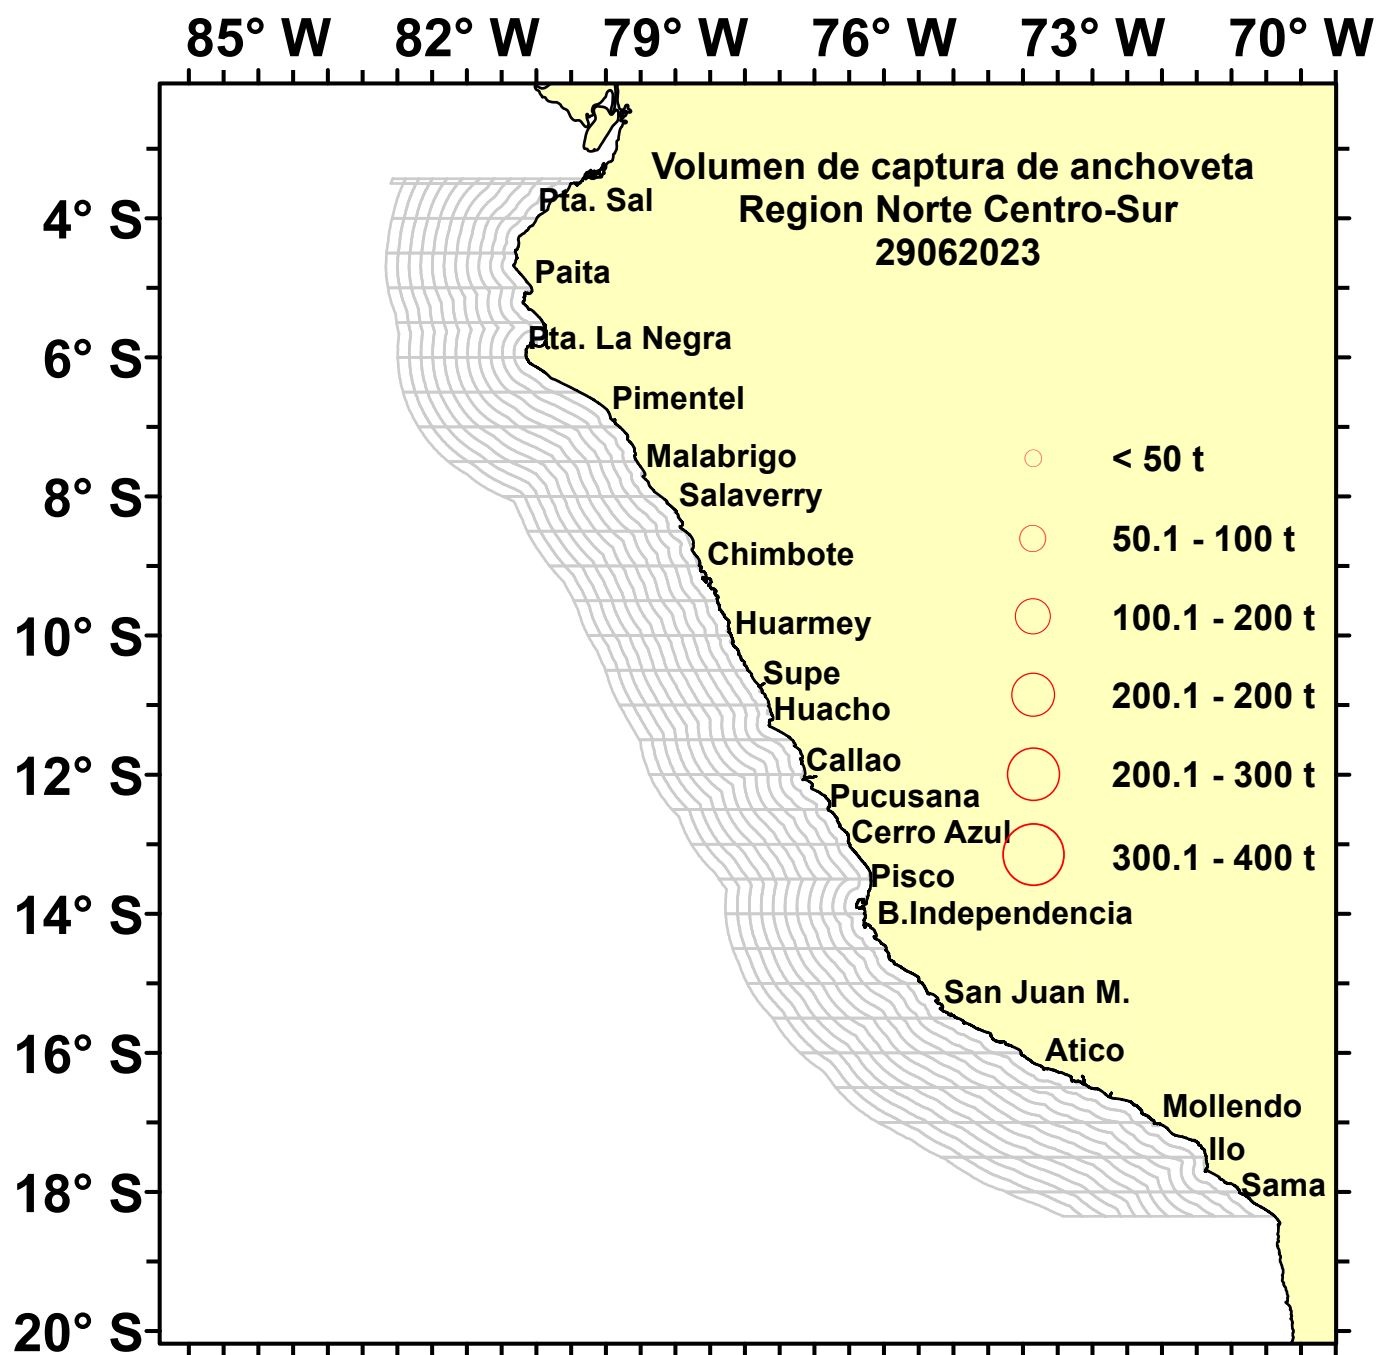 85° W 82° W 79° W 76° W 73° W 70° W
Volumen de captura de anchoveta
Region Norte Centro-Sur
29062023
4° S
6° S
8° S
10° S
12° S
14° S
16° S
18° S
20° S
Pta. Sal
Paita
Pta. La Negra
Pimentel
Malabrigo
Salaverry
Chimbote
Huarmey
Supe
Huacho
Callao
Pucusana
Cerro Azul
Pisco
B.Independencia
San Juan M.
Atico
Mollendo
Ilo
Sama
< 50 t
50.1 - 100 t
100.1 - 200 t
200.1 - 200 t
200.1 - 300 t
300.1 - 400 t